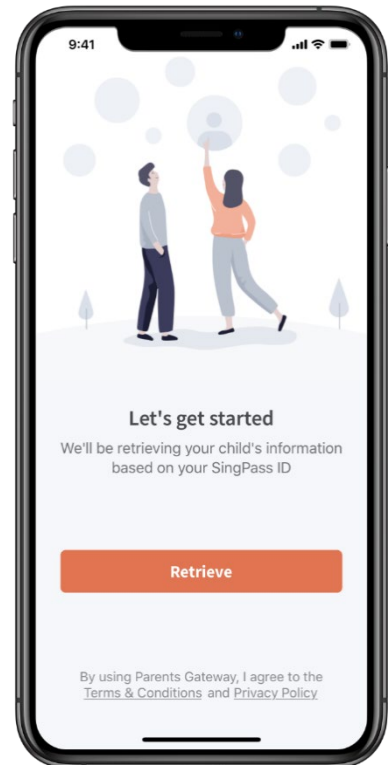 9:41
Let's get started
We'll be retrieving your child's information
based on your SingPass ID
Retrieve
By using Parents Gateway, I agree to the
Terms & Conditions and Privacy Policy